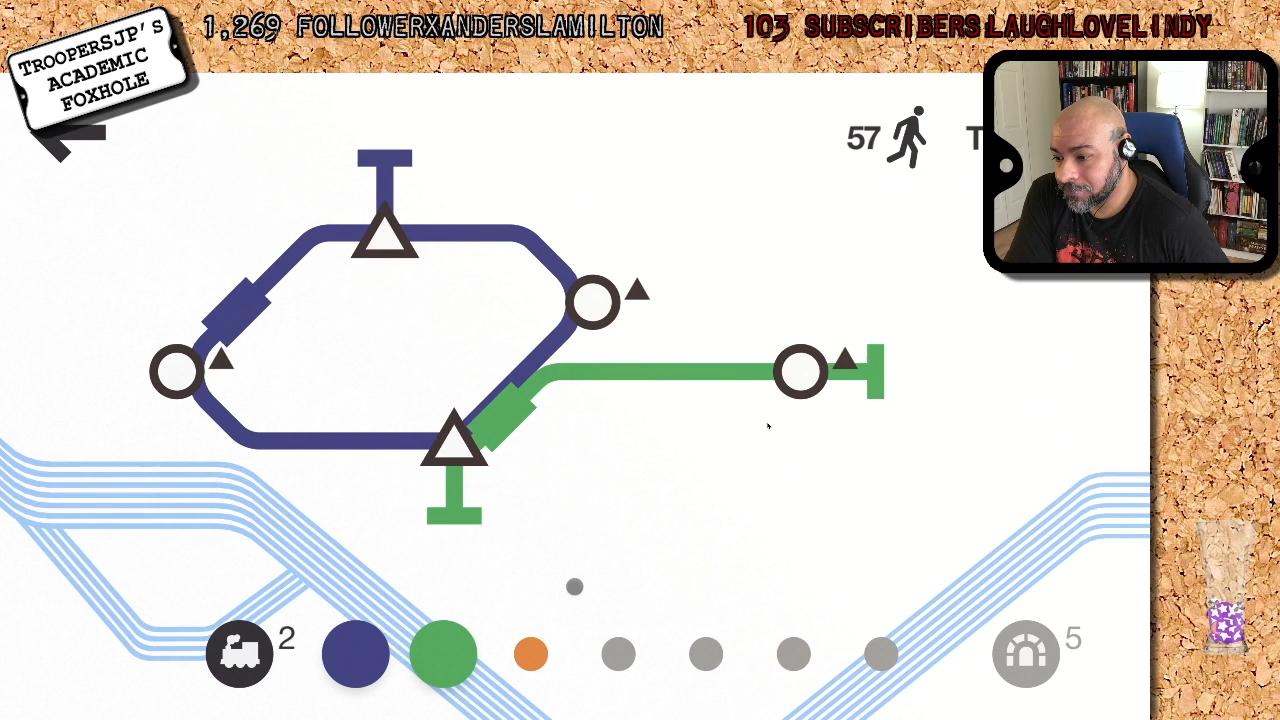 1,269 FOLLOWERXANDERSLAMILTON
103 SUBSCRIBERS:LAUGHLOVELINDY
TROOPERSJP'S
ACADEMIC
FOXHOLE
57
T
2
5